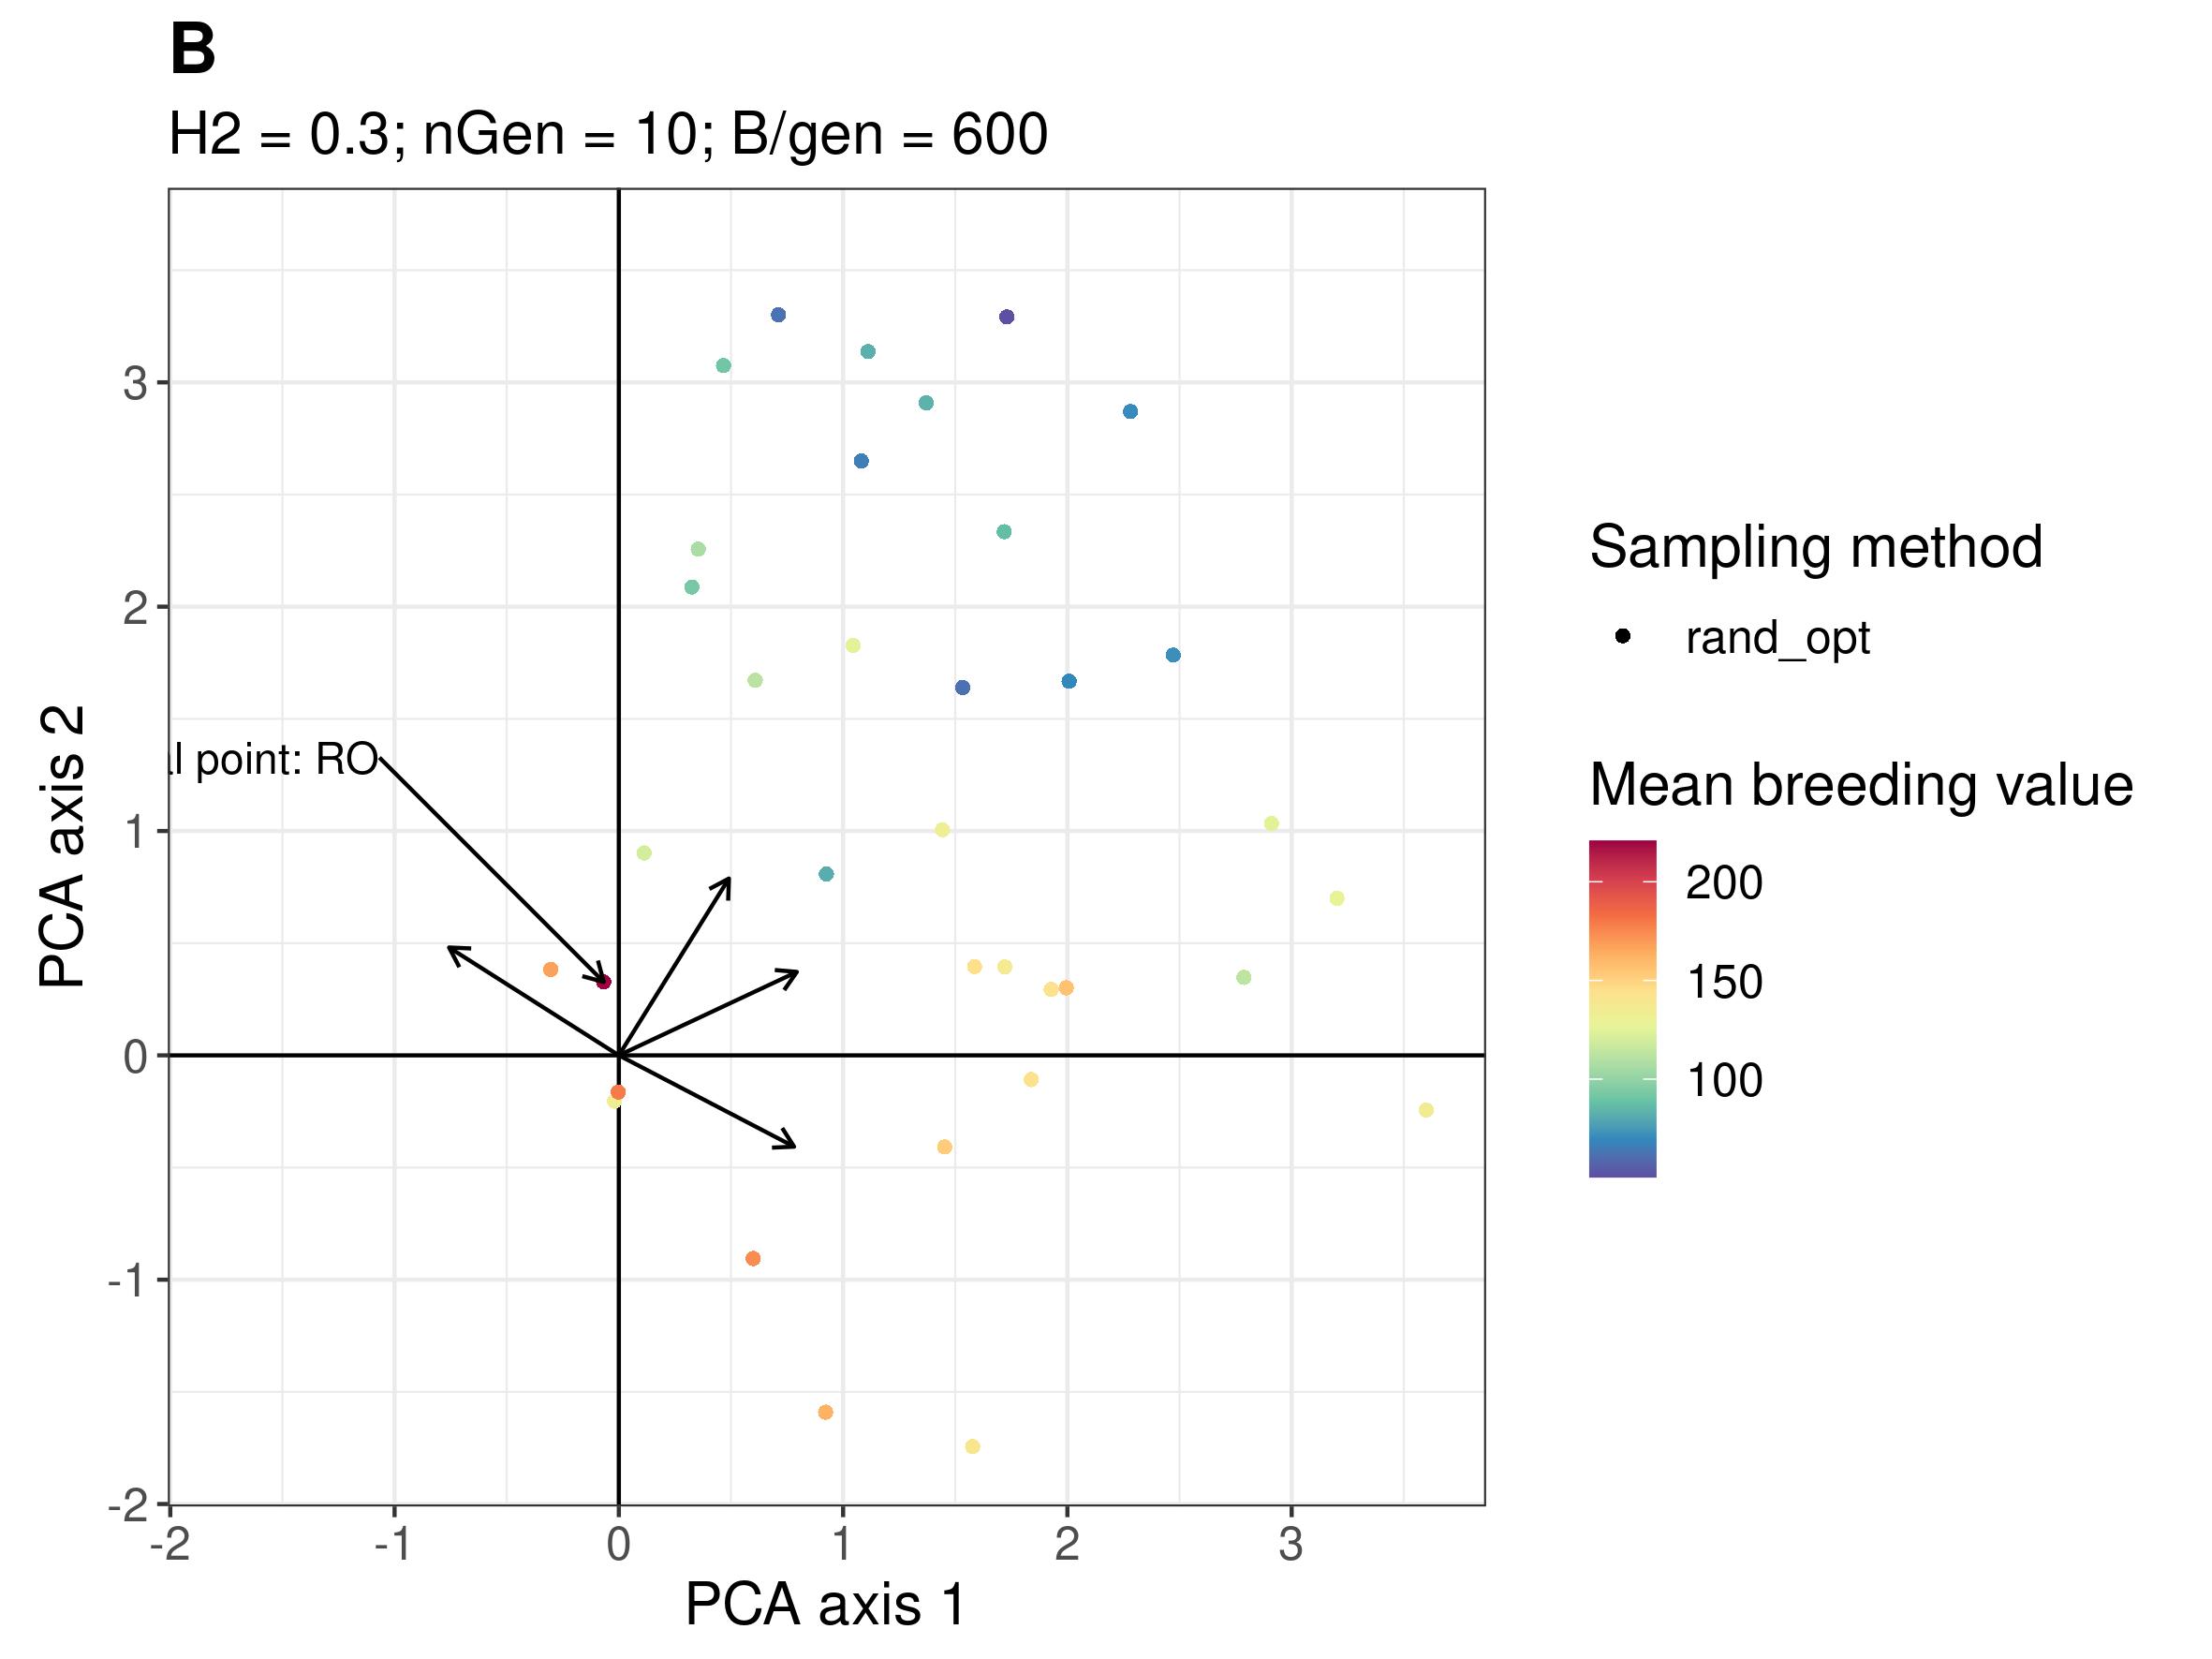 B
H2 = 0.3; nGen = 10; B/gen = 600
PCA axis 2
3
2
1
0
-1
-2
point: RO
-2
-1
0
1
2
3
PCA axis 1
Sampling method
rand_opt
Mean breeding value
200
150
100